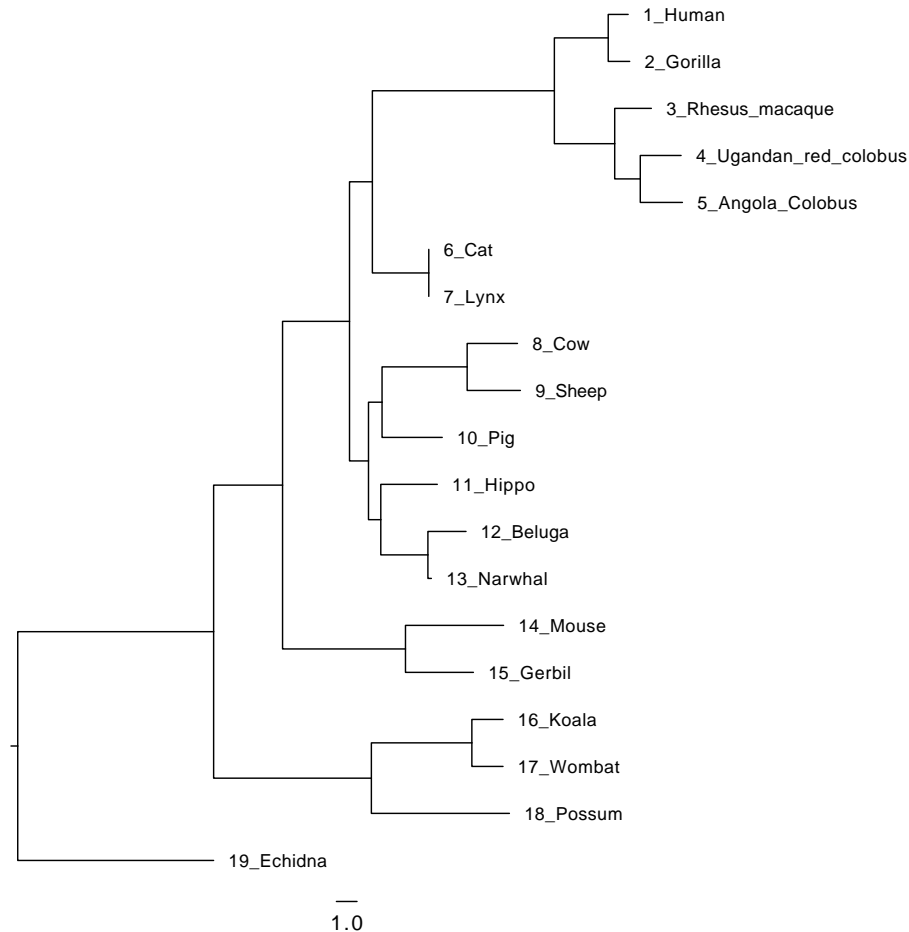 1_Human
2_Gorilla
3_Rhesus_macaque
4_Ugandan_red_colobus
5_Angola_Colobus
6_Cat
7_Lynx
8_Cow
9_Sheep
10_Pig
11_Hippo
12_Beluga
13_Narwhal
14_Mouse
15_Gerbil
16_Koala
17_Wombat
18_Possum
19_Echidna
1.0